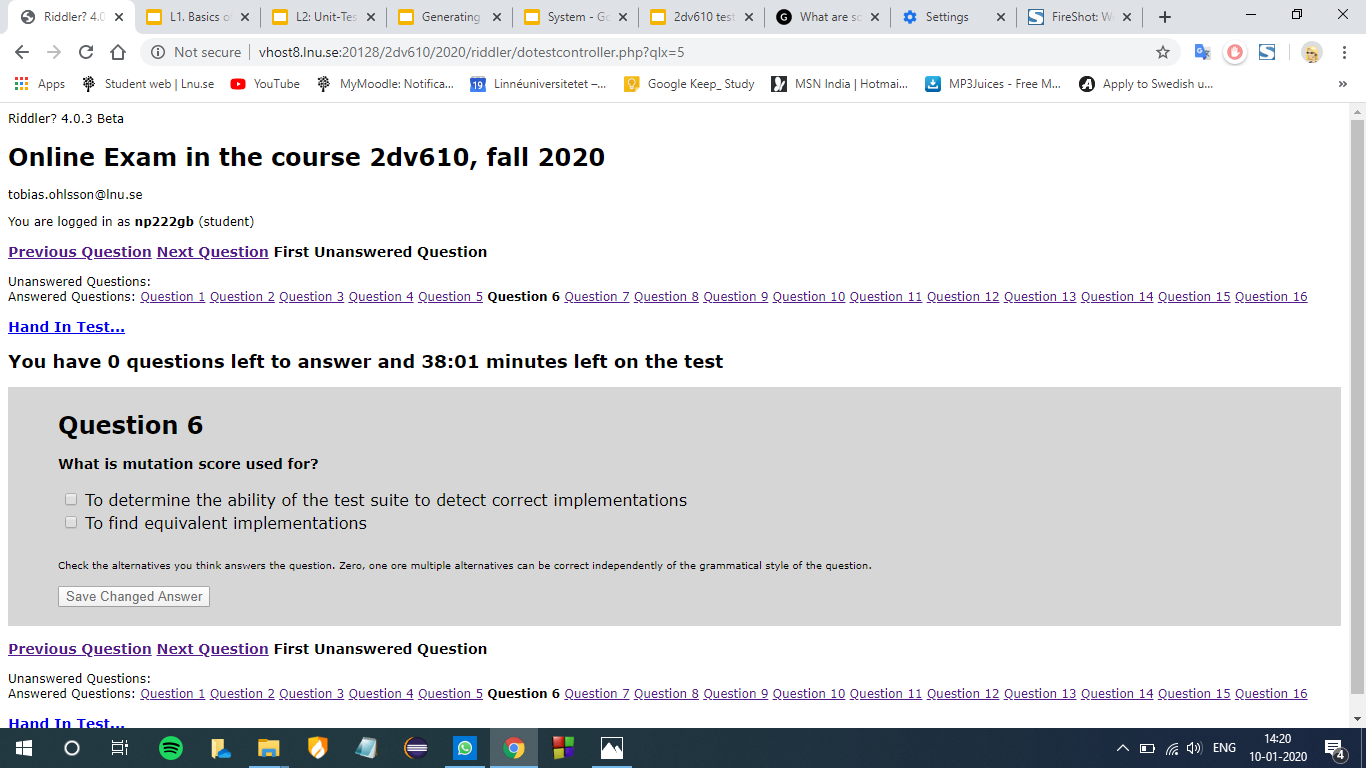 Riddler? 4.0
L1. Basics o
L2: Unit-Tes
Generating
System - Go
2dv610 test
What are sc
Settings
FireShot: W
Not secure | vhost8.lnu.se:20128/2dv610/2020/riddler/dotestcontroller.php?qlx=5
Apps
Student web | Lnu.se
YouTube
MyMoodle: Notifica...
19
Linnéuniversitetet –...
Google Keep_ Study
MSN India | Hotmai...
MP3Juices - Free M...
Apply to Swedish u...
»
Riddler? 4.0.3 Beta
Online Exam in the course 2dv610, fall 2020
tobias.ohlsson@lnu.se
You are logged in as np222gb (student)
Previous Question Next Question First Unanswered Question
Unanswered Questions:
Answered Questions: Question 1 Question 2 Question 3 Question 4 Question 5 Question 6 Question 7 Question 8 Question 9 Question 10 Question 11 Question 12 Question 13 Question 14 Question 15 Question 16
Hand In Test...
You have 0 questions left to answer and 38:01 minutes left on the test
Question 6
What is mutation score used for?
To determine the ability of the test suite to detect correct implementations
To find equivalent implementations
Check the alternatives you think answers the question. Zero, one ore multiple alternatives can be correct independently of the grammatical style of the question.
Save Changed Answer
Previous Question Next Question First Unanswered Question
Unanswered Questions:
Answered Questions: Question 1 Question 2 Question 3 Question 4 Question 5 Question 6 Question 7 Question 8 Question 9 Question 10 Question 11 Question 12 Question 13 Question 14 Question 15 Question 16
Hand In Test...
ENG
14:20
10-01-2020
4